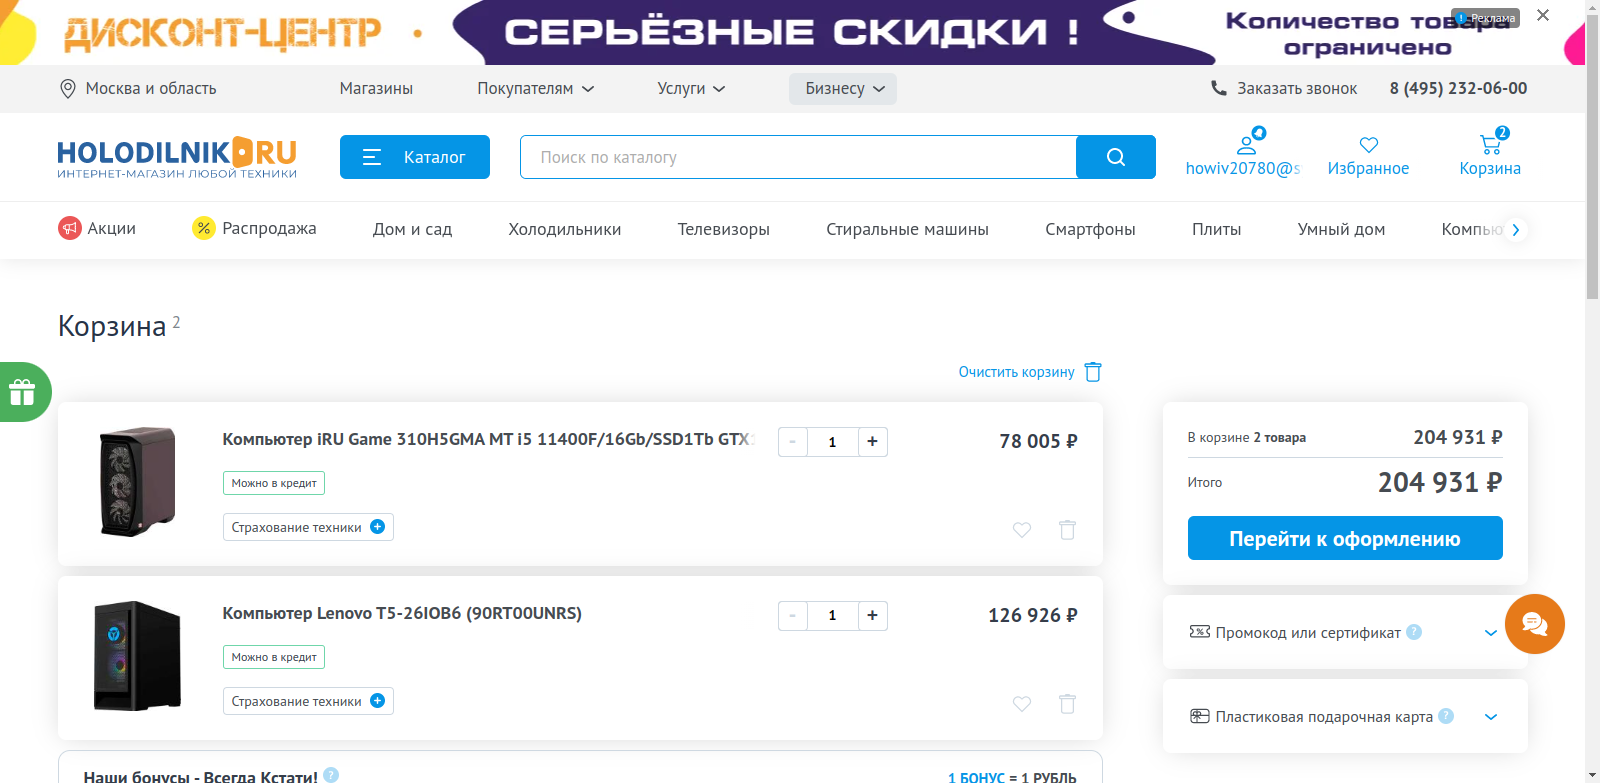 ДИСКОНТ-ЦЕНТР
СЕРЬЁЗНЫЕ СКИДКИ !
Количество товара
ограничено
Реклама
Москва и область
Магазины
Покупателям
Услуги
Бизнесу
Заказать звонок
8 (495) 232-06-00
HOLODILNIK.RU
ИНТЕРНЕТ-МАГАЗИН ЛЮБОЙ ТЕХНИКИ
Каталог
Поиск по каталогу
howiv20780@s
Избранное
2
Корзина
Акции
Распродажа
Дом и сад
Холодильники
Телевизоры
Стиральные машины
Смартфоны
Плиты
Умный дом
Компью
Корзина 2
Очистить корзину
Компьютер iRU Game 310H5GMA MT i5 11400F/16Gb/SSD1Tb GTX1
- 1 +
78 005 ₽
Можно в кредит
Страхование техники +
Компьютер Lenovo T5-26IOB6 (90RT00UNRS)
- 1 +
126 926 ₽
Можно в кредит
Страхование техники +
Наши бонусы - Всегда Кстати! ?
1 БОНУС = 1 РУБЛЬ
В корзине 2 товара
204 931 ₽
Итого
204 931 ₽
Перейти к оформлению
Промокод или сертификат ?
Пластиковая подарочная карта ?